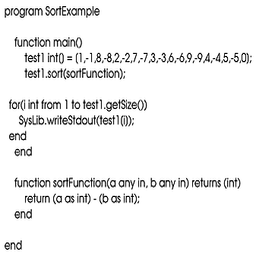 program SortExample
function main()
test1 int[] = (1,-1,8,-8,2,-2,7,-7,3,-3,6,-6,9,-9,4,-4,5,-5,0);
test1.sort(sortFunction);
for(i int from 1 to test1.getSize())
SysLib.writeStdout(test1(i));
end
end
function sortFunction(a any in, b any in) returns (int)
return (a as int) - (b as int);
end
end